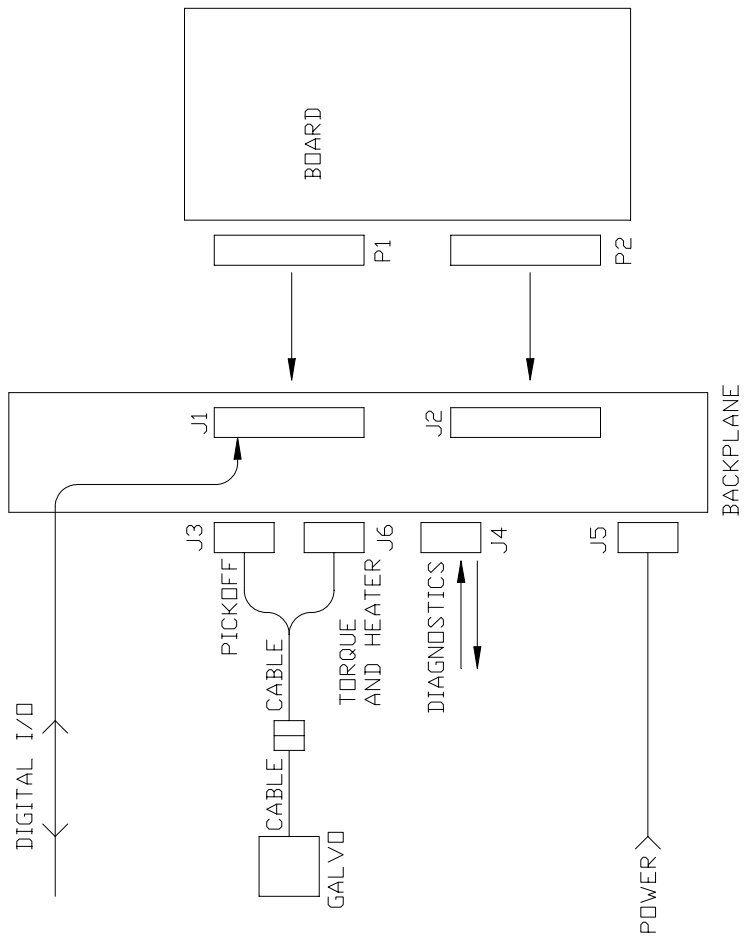 DIGITAL I/O
GALVO
CABLE
CABLE
PICKOFF
TORQUE
AND HEATER
DIAGNOSTICS
POWER
J3
J6
J4
J5
J1
J2
BACKPLANE
P1
P2
BOARD